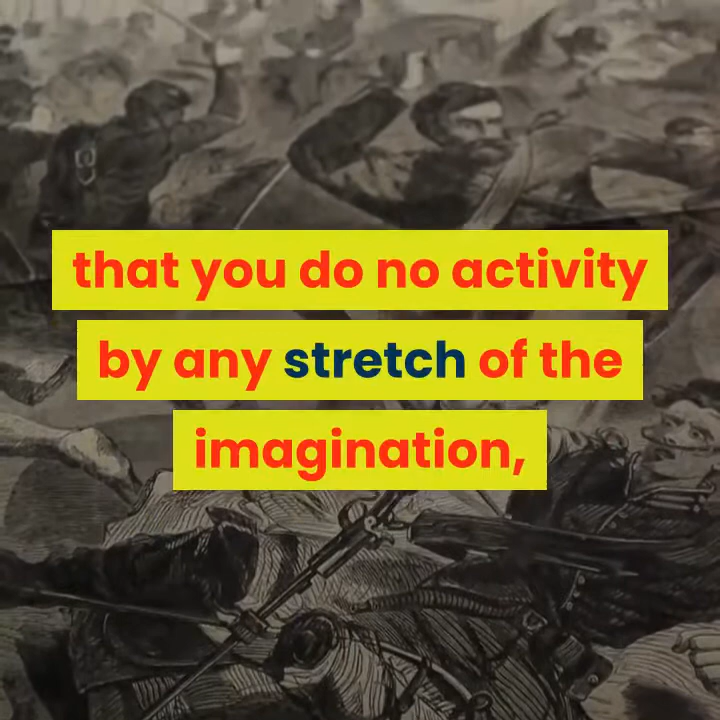 that you do no activity
by any stretch of the
imagination,